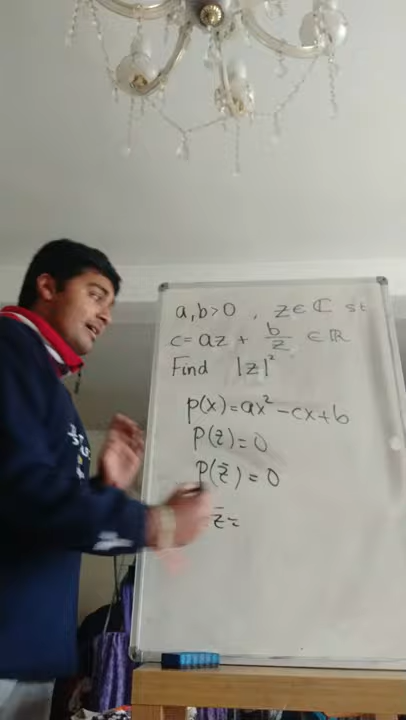 a,b>0 , z∈ℂ st
c = az + b/z ∈ ℝ
Find |z|²
p(x) = ax² - cx + b
p(z) = 0
p(z̄) = 0
z̄ =